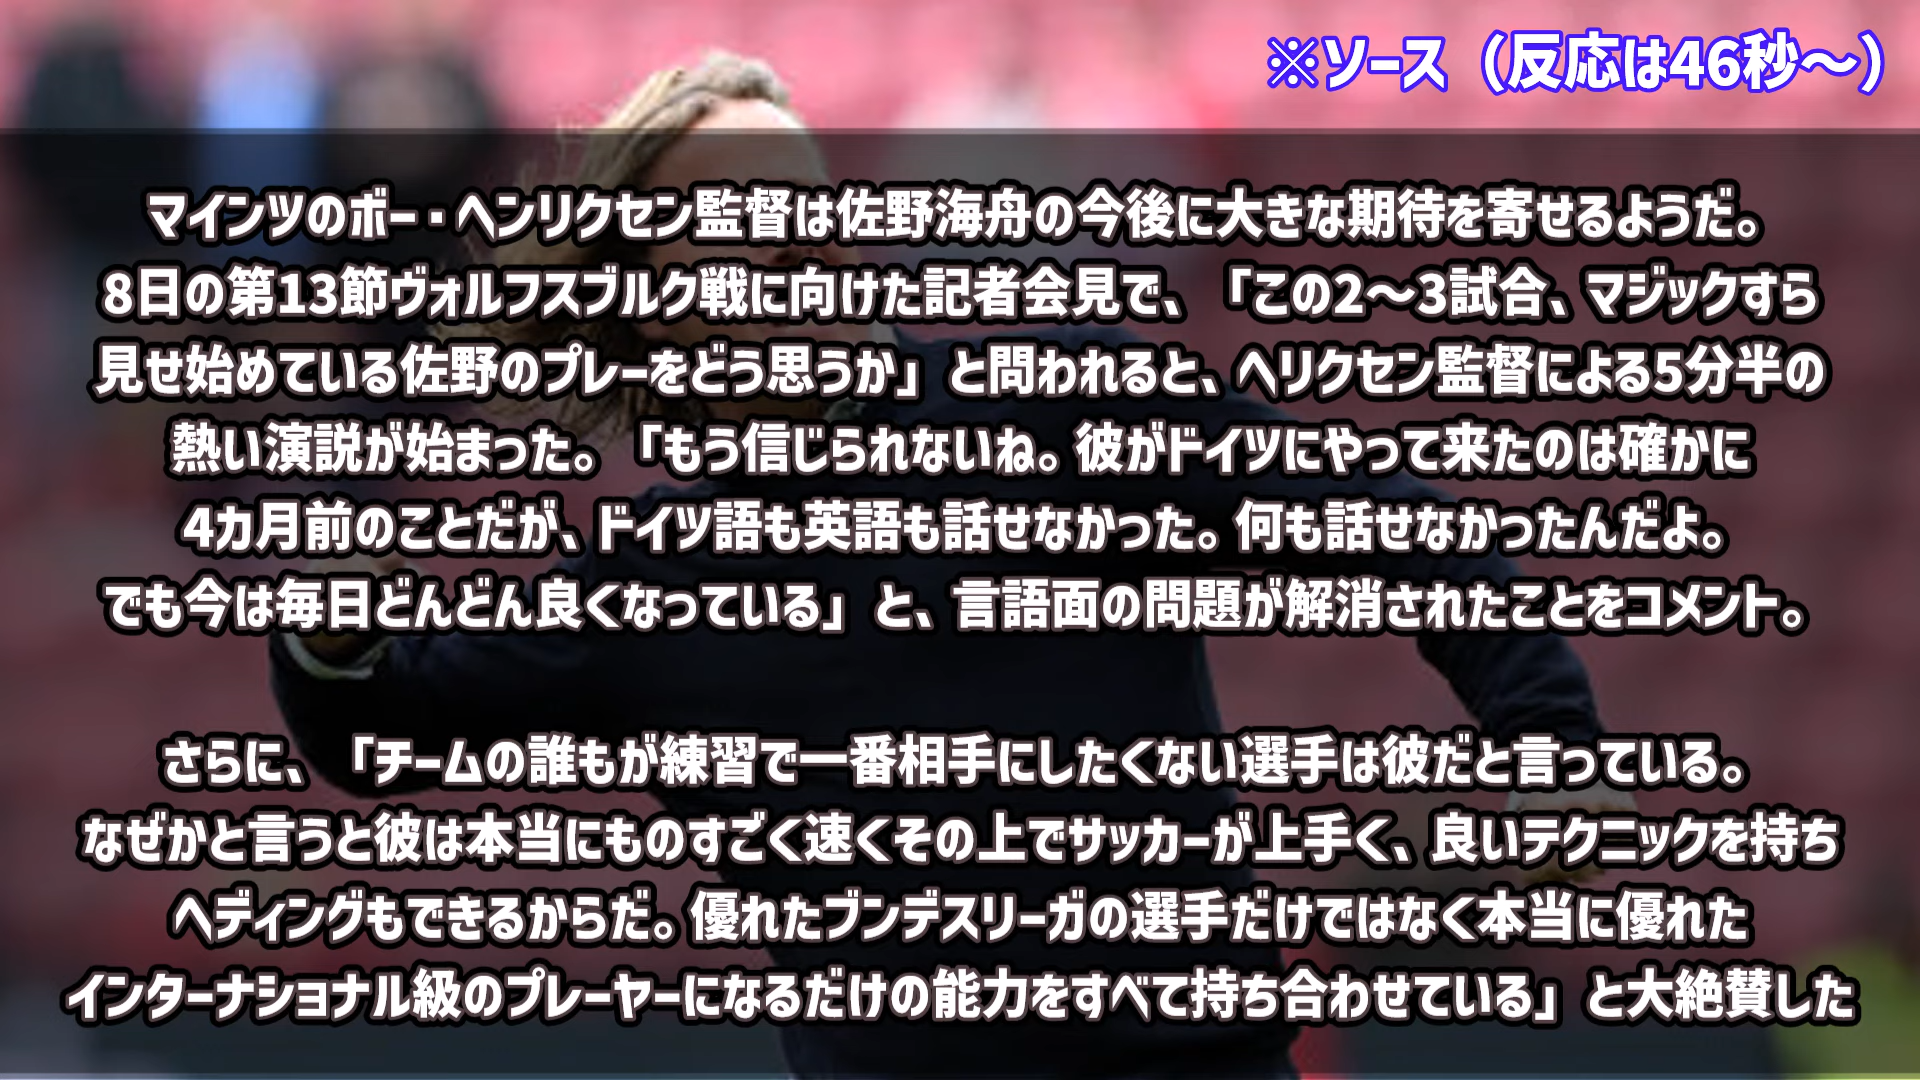 ※ソース（反応は46秒～）
マインツのボー・ヘンリクセン監督は佐野海舟の今後に大きな期待を寄せるようだ。
8日の第13節ヴォルフスブルク戦に向けた記者会見で、「この2～3試合、マジックすら
見せ始めている佐野のプレーをどう思うか」と問われると、ヘリクセン監督による5分半の
熱い演説が始まった。「もう信じられないね。彼がドイツにやって来たのは確かに
4カ月前のことだが、ドイツ語も英語も話せなかった。何も話せなかったんだよ。
でも今は毎日どんどん良くなっている」と、言語面の問題が解消されたことをコメント。
さらに、「チームの誰もが練習で一番相手にしたくない選手は彼だと言っている。
なぜかと言うと彼は本当にものすごく速くその上でサッカーが上手く、良いテクニックを持ち
ヘディングもできるからだ。優れたブンデスリーガの選手だけではなく本当に優れた
インターナショナル級のプレーヤーになるだけの能力をすべて持ち合わせている」と大絶賛した